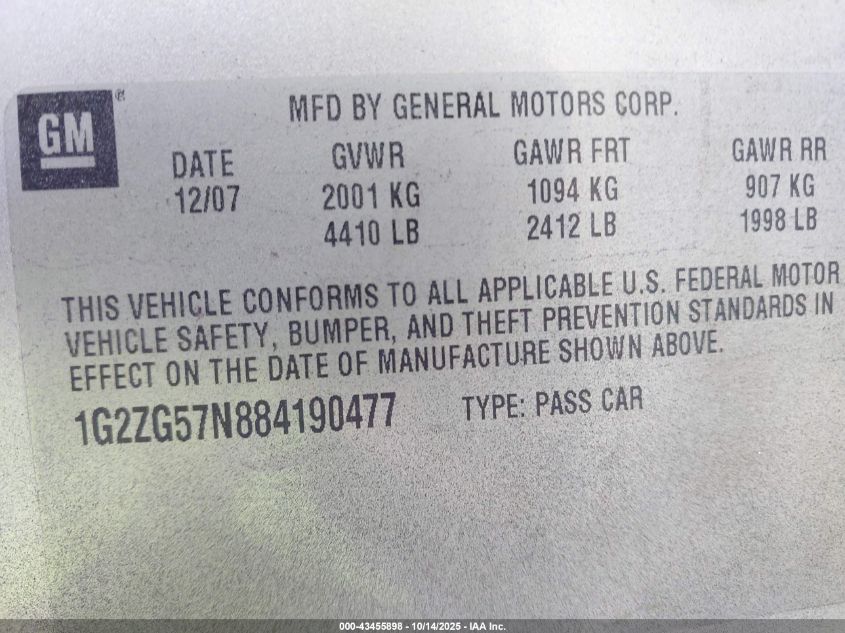 GM®
MFD BY GENERAL MOTORS CORP.
DATE GVWR GAWR FRT GAWR RR
12/07 2001 KG 1094 KG 907 KG
4410 LB 2412 LB 1998 LB
THIS VEHICLE CONFORMS TO ALL APPLICABLE U.S. FEDERAL MOTOR
VEHICLE SAFETY, BUMPER, AND THEFT PREVENTION STANDARDS IN
EFFECT ON THE DATE OF MANUFACTURE SHOWN ABOVE.
1G2ZG57N884190477 TYPE: PASS CAR
000-43455898 - 10/14/2025 - IAA Inc.